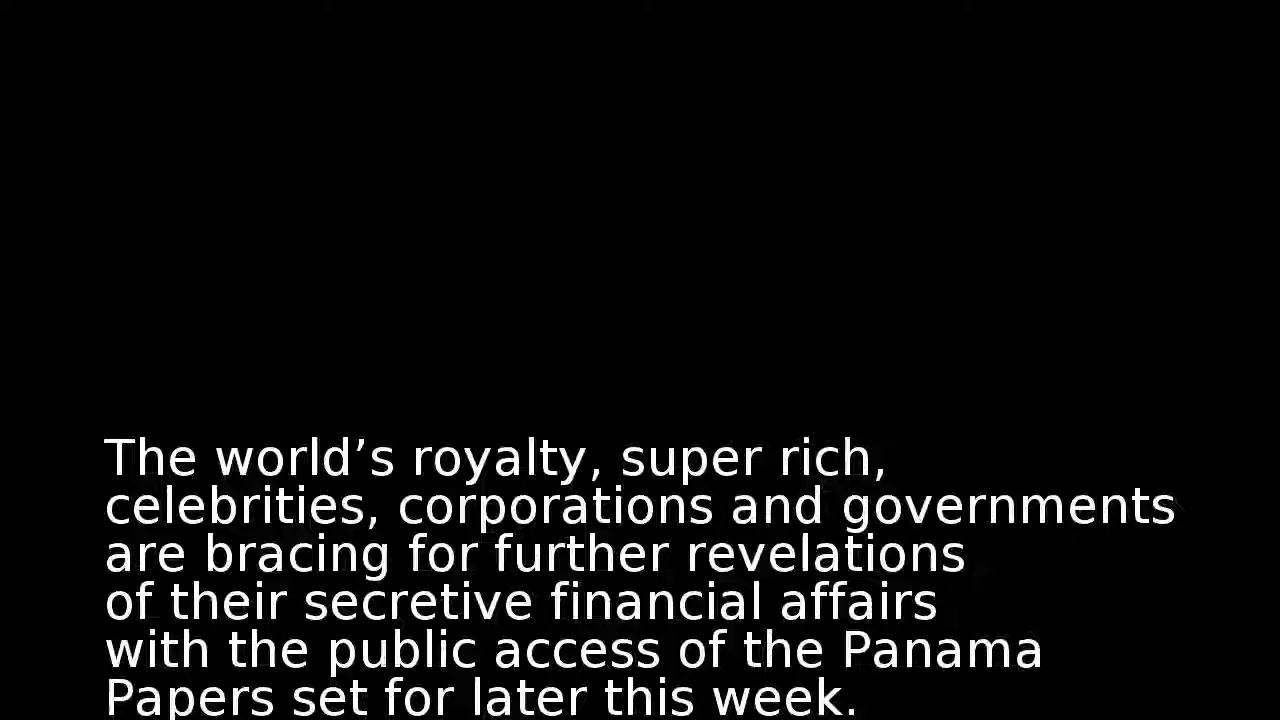 The world’s royalty, super rich,
celebrities, corporations and governments
are bracing for further revelations
of their secretive financial affairs
with the public access of the Panama
Papers set for later this week.